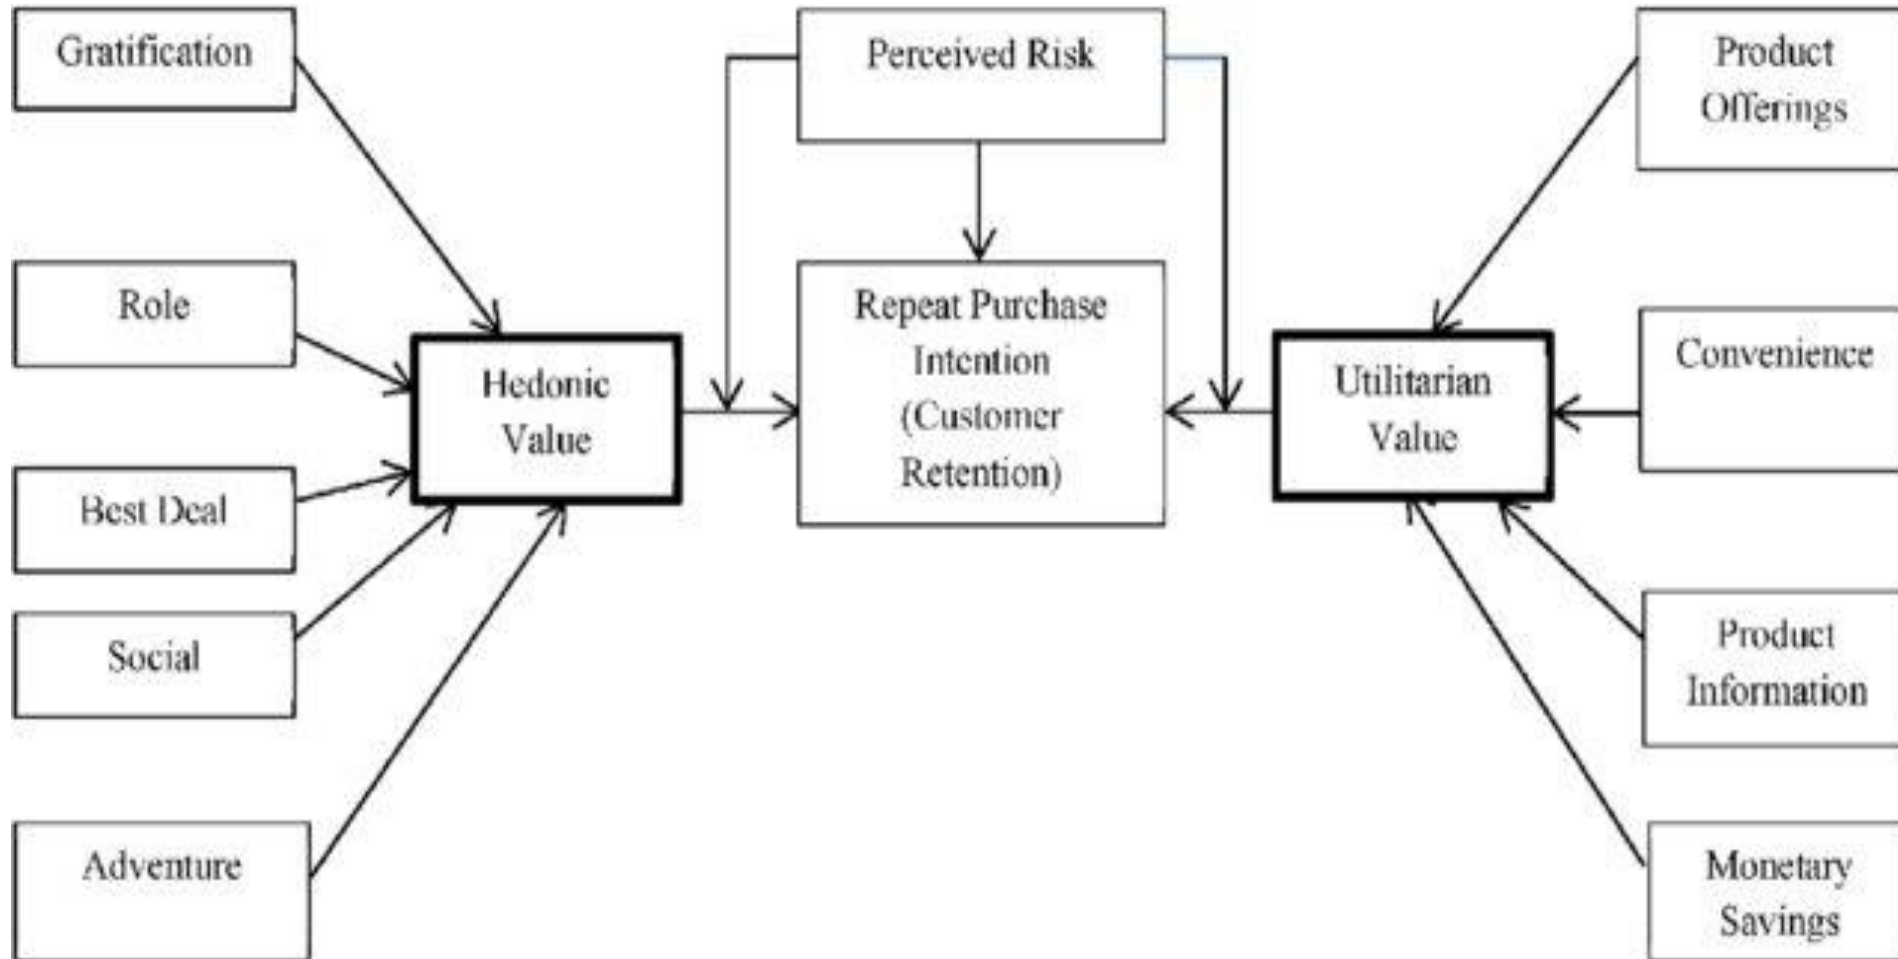 Gratification
Perceived Risk
Product
Offerings
Role
Repeat Purchase
Intention
(Customer
Retention)
Convenience
Hedonic
Value
Utilitarian
Value
Best Deal
Social
Product
Information
Adventure
Monetary
Savings